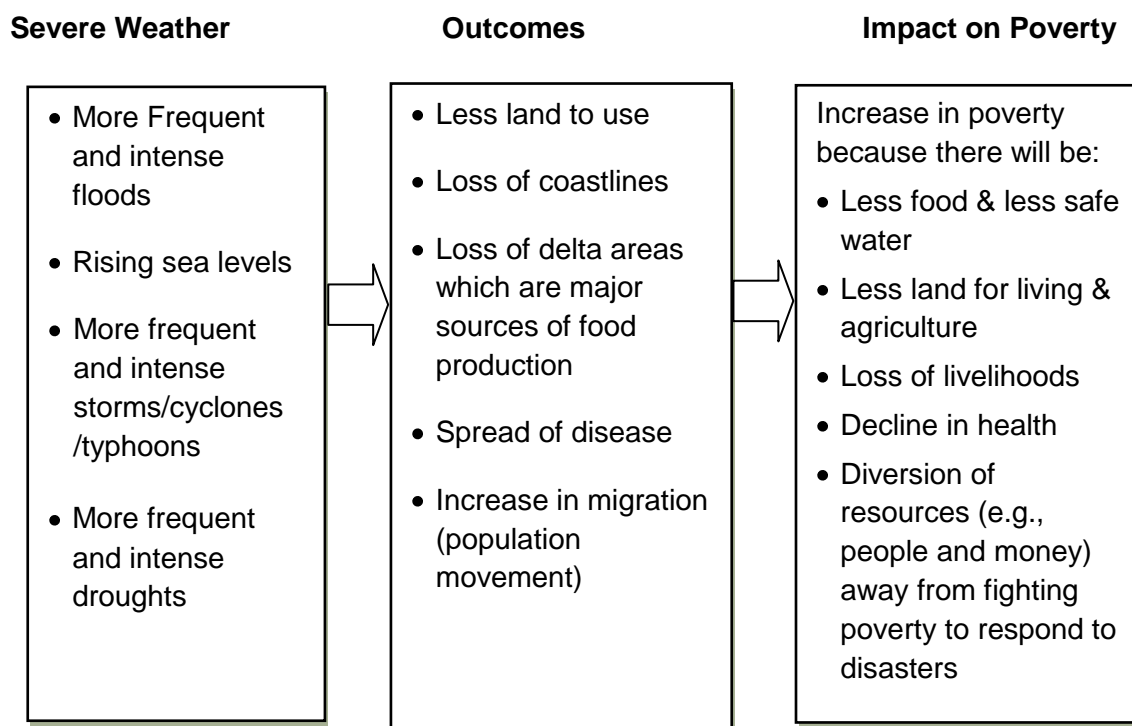 Severe Weather
Outcomes
Impact on Poverty
• More Frequent
and intense
floods
• Rising sea levels
• More frequent
and intense
storms/cyclones
/typhoons
• More frequent
and intense
droughts
• Less land to use
• Loss of coastlines
• Loss of delta areas
which are major
sources of food
production
• Spread of disease
• Increase in migration
(population
movement)
Increase in poverty
because there will be:
• Less food & less safe
water
• Less land for living &
agriculture
• Loss of livelihoods
• Decline in health
• Diversion of
resources (e.g.,
people and money)
away from fighting
poverty to respond to
disasters